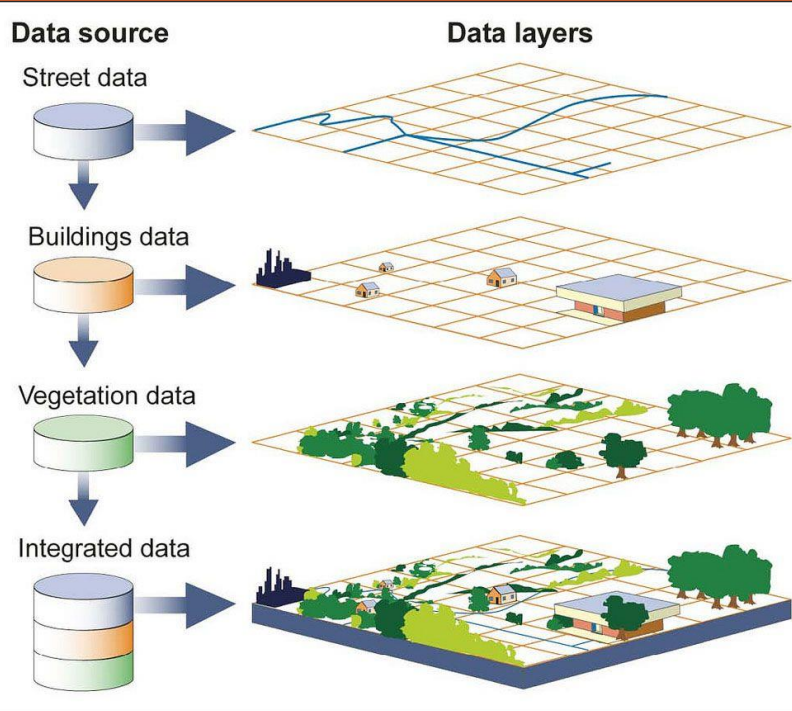 Data source
Data layers
Street data
Buildings data
Vegetation data
Integrated data